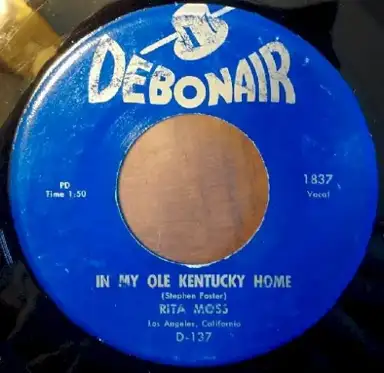 DEBONAIR
PD
Time 1:50
1837
Vocal
IN MY OLE KENTUCKY HOME
(Stephen Foster)
RITA MOSS
Los Angeles, California
D-137